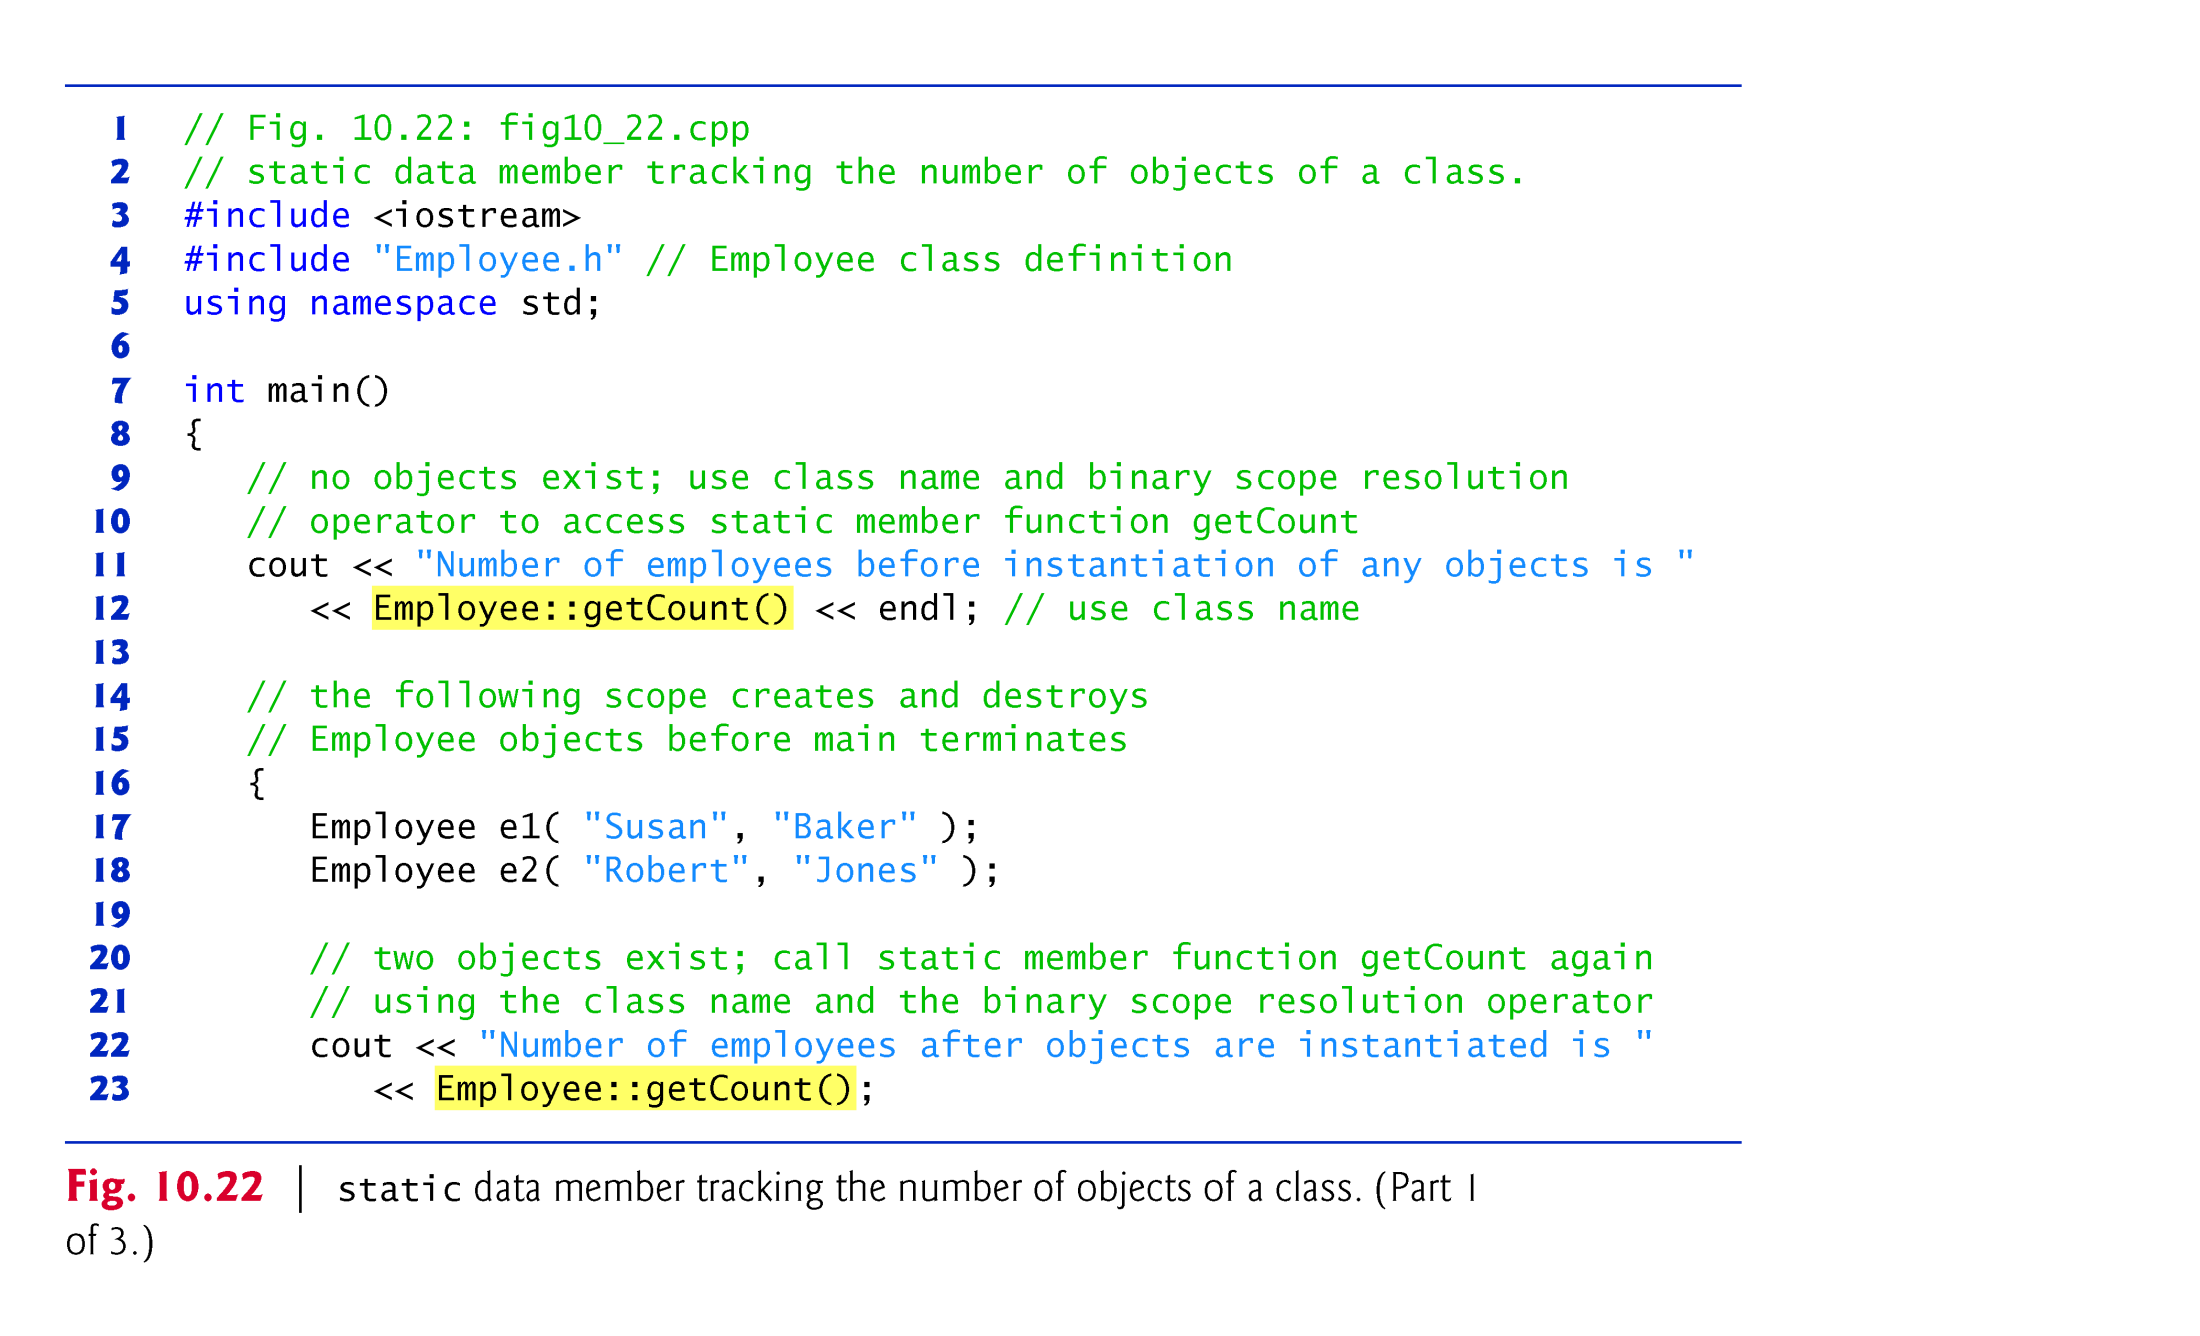 1 // Fig. 10.22: fig10_22.cpp
2 // static data member tracking the number of objects of a class.
3 #include <iostream>
4 #include "Employee.h" // Employee class definition
5 using namespace std;
6
7 int main()
8 {
9    // no objects exist; use class name and binary scope resolution
10    // operator to access static member function getCount
11    cout << "Number of employees before instantiation of any objects is "
12       << Employee::getCount() << endl; // use class name
13
14    // the following scope creates and destroys
15    // Employee objects before main terminates
16    {
17       Employee e1( "Susan", "Baker" );
18       Employee e2( "Robert", "Jones" );
19
20       // two objects exist; call static member function getCount again
21       // using the class name and the binary scope resolution operator
22       cout << "Number of employees after objects are instantiated is "
23          << Employee::getCount();
Fig. 10.22 | static data member tracking the number of objects of a class. (Part 1
of 3.)